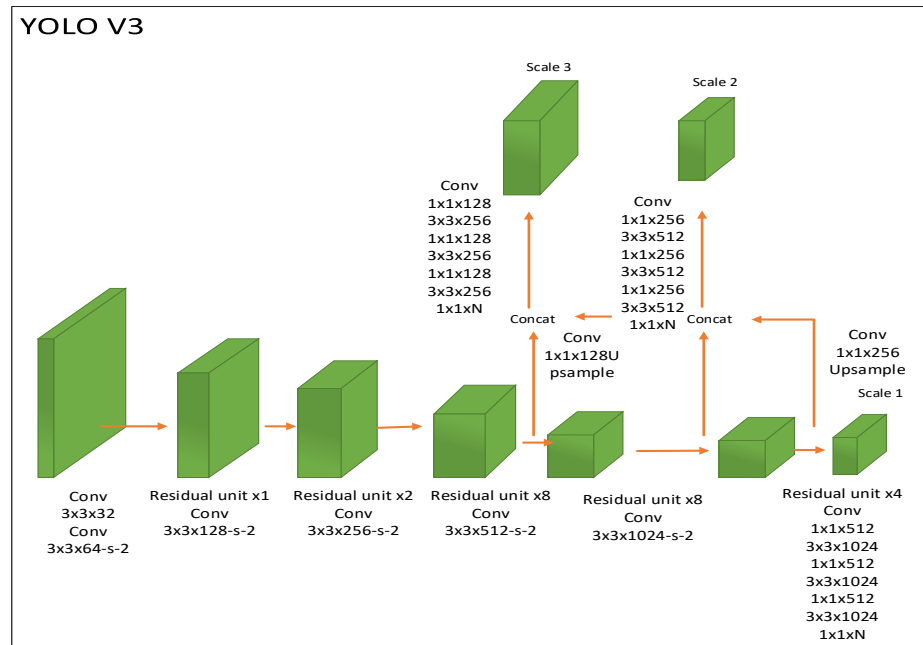 YOLO V3
Scale 3
Scale 2
Conv
1x1x128
3x3x256
1x1x128
3x3x256
1x1x128
3x3x256
1x1xN
Conv
1x1x256
3x3x512
1x1x256
3x3x512
1x1x256
3x3x512
1x1xN
Concat
Concat
Conv
1x1x128U
psample
Conv
1x1x256
Upsample
Scale 1
Conv
3x3x32
Conv
3x3x64-s-2
Residual unit x1
Conv
3x3x128-s-2
Residual unit x2
Conv
3x3x256-s-2
Residual unit x8
Conv
3x3x512-s-2
Residual unit x8
Conv
3x3x1024-s-2
Residual unit x4
Conv
1x1x512
3x3x1024
1x1x512
3x3x1024
1x1x512
3x3x1024
1x1xN